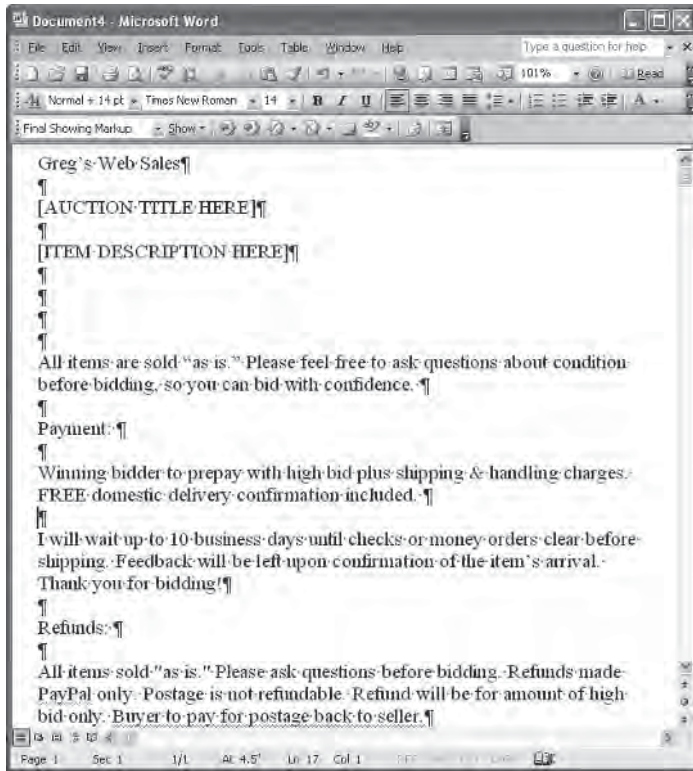 Document4 - Microsoft Word
File Edit View Insert Format Tools Table Window Help Type a question for help
101% Read
Normal + 14 pt Times New Roman 14 B I U A
Final Showing Markup Show
Greg's Web Sales¶
¶
[AUCTION TITLE HERE]¶
¶
[ITEM DESCRIPTION HERE]¶
¶
¶
¶
¶
All items are sold “as is.” Please feel free to ask questions about condition
before bidding, so you can bid with confidence. ¶
¶
Payment: ¶
¶
Winning bidder to prepay with high bid plus shipping & handling charges.
FREE domestic delivery confirmation included. ¶
¶
I will wait up to 10 business days until checks or money orders clear before
shipping. Feedback will be left upon confirmation of the item's arrival.
Thank you for bidding!¶
¶
Refunds: ¶
¶
All items sold "as is." Please ask questions before bidding. Refunds made
PayPal only. Postage is not refundable. Refund will be for amount of high
bid only. Buyer to pay for postage back to seller.¶
Page 1 Sec 1 1/1 At 4.5" Ln 17 Col 1